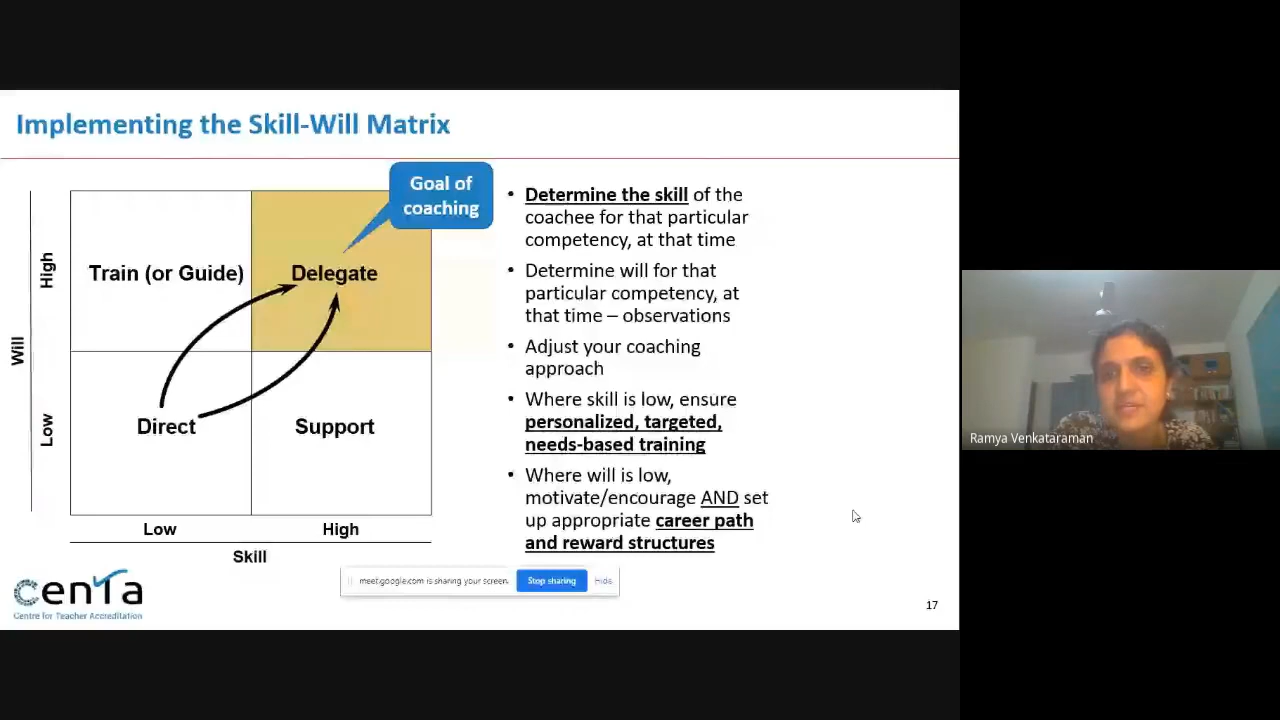 Implementing the Skill-Will Matrix
Goal of
coaching
High
Train (or Guide)
Delegate
Will
Low
Direct
Support
Low
High
Skill
• Determine the skill of the
coachee for that particular
competency, at that time
• Determine will for that
particular competency, at
that time – observations
• Adjust your coaching
approach
• Where skill is low, ensure
personalized, targeted,
needs-based training
• Where will is low,
motivate/encourage AND set
up appropriate career path
and reward structures
Ramya Venkataraman
cenTa
Centre for Teacher Accreditation
meet.google.com is sharing your screen.
Stop sharing
Hide
17